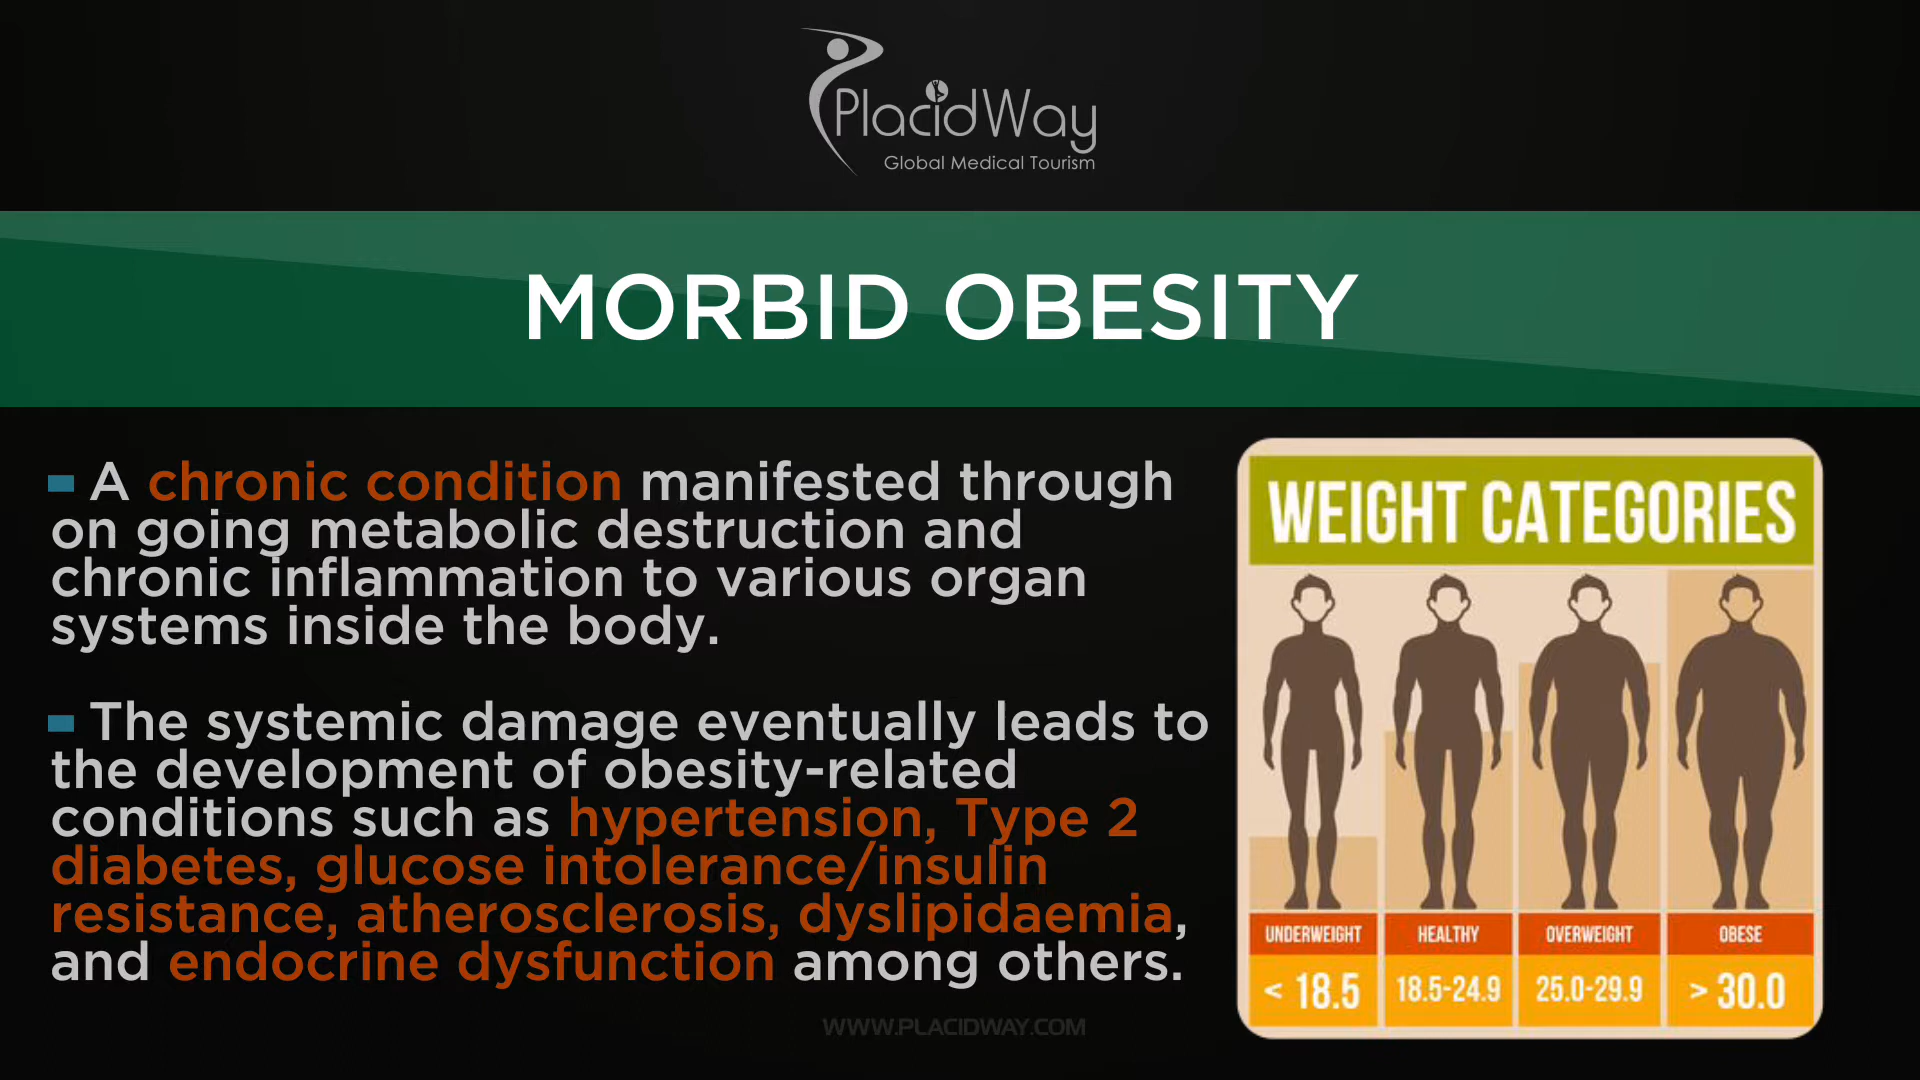 PlacidWay
Global Medical Tourism
MORBID OBESITY
A chronic condition manifested through
on going metabolic destruction and
chronic inflammation to various organ
systems inside the body.
The systemic damage eventually leads to
the development of obesity-related
conditions such as hypertension, Type 2
diabetes, glucose intolerance/insulin
resistance, atherosclerosis, dyslipidaemia,
and endocrine dysfunction among others.
WEIGHT CATEGORIES
UNDERWEIGHT HEALTHY OVERWEIGHT OBESE
< 18.5 18.5-24.9 25.0-29.9 > 30.0
WWW.PLACIDWAY.COM